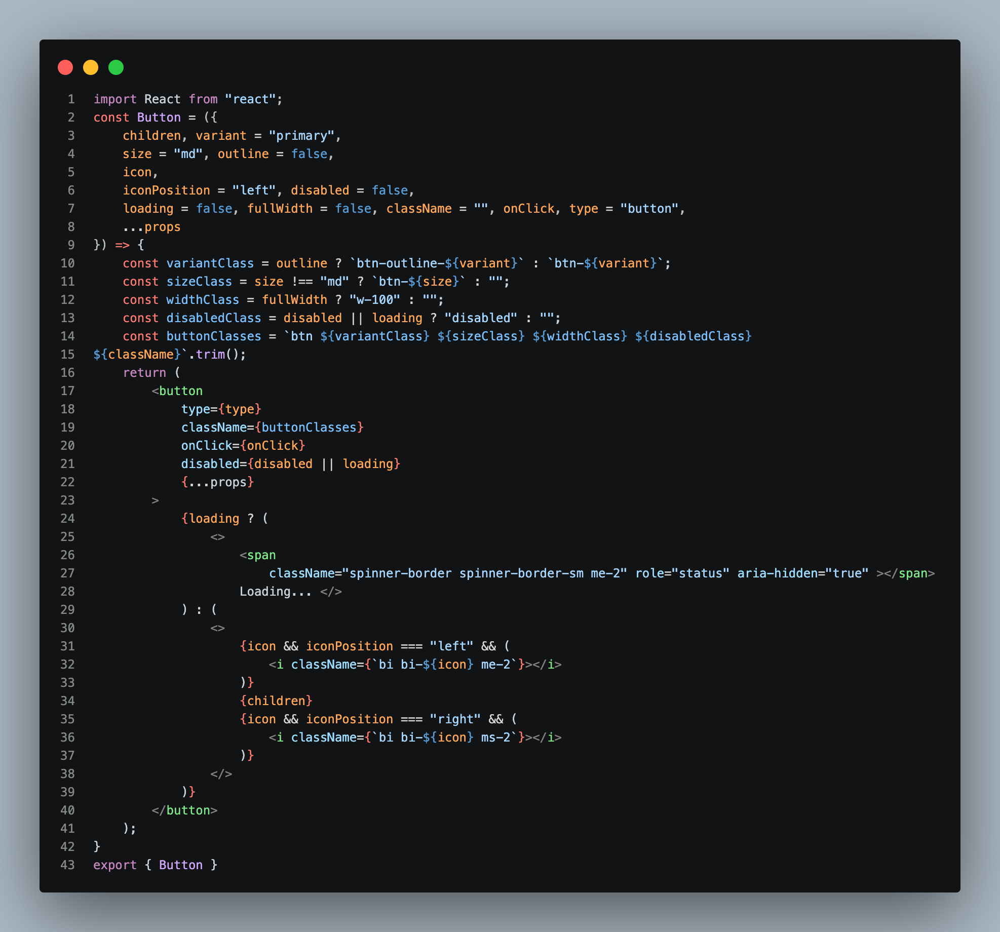 1 import React from "react";
2 const Button = ({
3     children, variant = "primary",
4     size = "md", outline = false,
5     icon,
6     iconPosition = "left", disabled = false,
7     loading = false, fullWidth = false, className = "", onClick, type = "button",
8     ...props
9 }) => {
10     const variantClass = outline ? `btn-outline-${variant}` : `btn-${variant}`;
11     const sizeClass = size !== "md" ? `btn-${size}` : "";
12     const widthClass = fullWidth ? "w-100" : "";
13     const disabledClass = disabled || loading ? "disabled" : "";
14     const buttonClasses = `btn ${variantClass} ${sizeClass} ${widthClass} ${disabledClass}
15 ${className}`.trim();
16     return (
17         <button
18             type={type}
19             className={buttonClasses}
20             onClick={onClick}
21             disabled={disabled || loading}
22             {...props}
23         >
24             {loading ? (
25                 <>
26                     <span
27                         className="spinner-border spinner-border-sm me-2" role="status" aria-hidden="true" ></span>
28                     Loading... </>
29             ) : (
30                 <>
31                     {icon && iconPosition === "left" && (
32                         <i className={`bi bi-${icon} me-2`}></i>
33                     )}
34                     {children}
35                     {icon && iconPosition === "right" && (
36                         <i className={`bi bi-${icon} ms-2`}></i>
37                     )}
38                 </>
39             )}
40         </button>
41     );
42 }
43 export { Button }